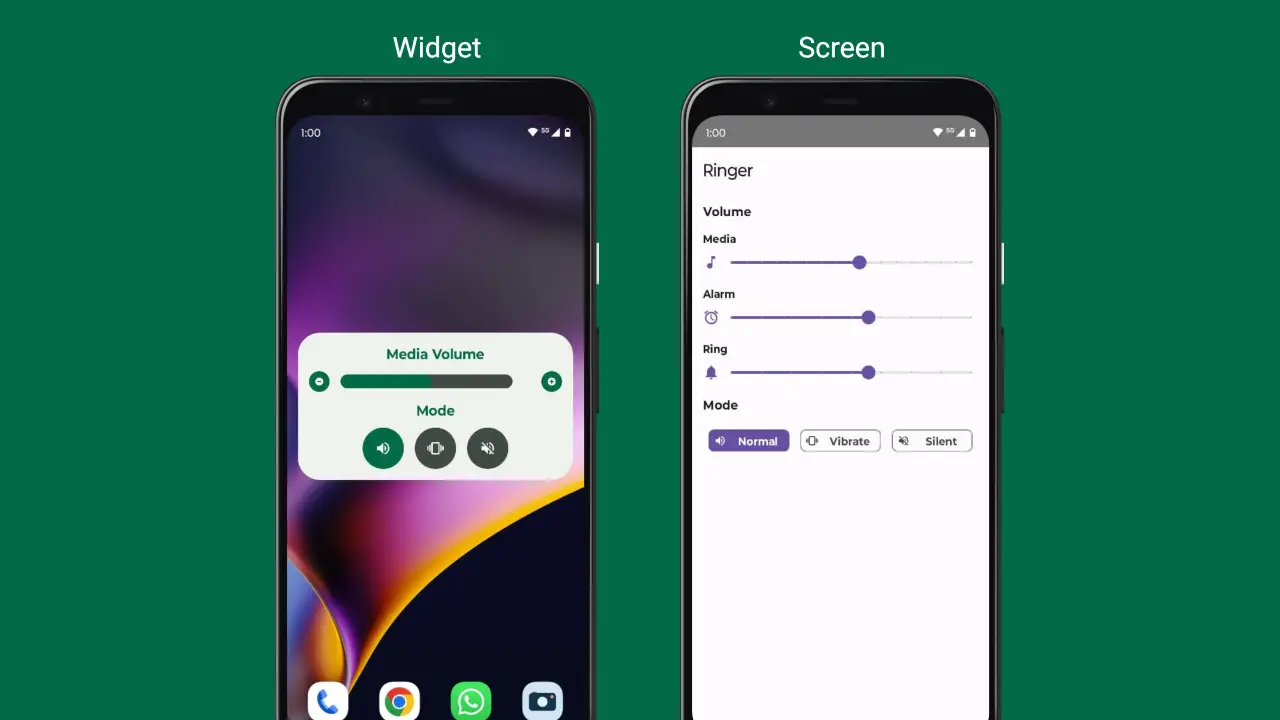 Widget
1:00
5G
Media Volume
Mode
Screen
1:00
5G
Ringer
Volume
Media
Alarm
Ring
Mode
Normal Vibrate Silent